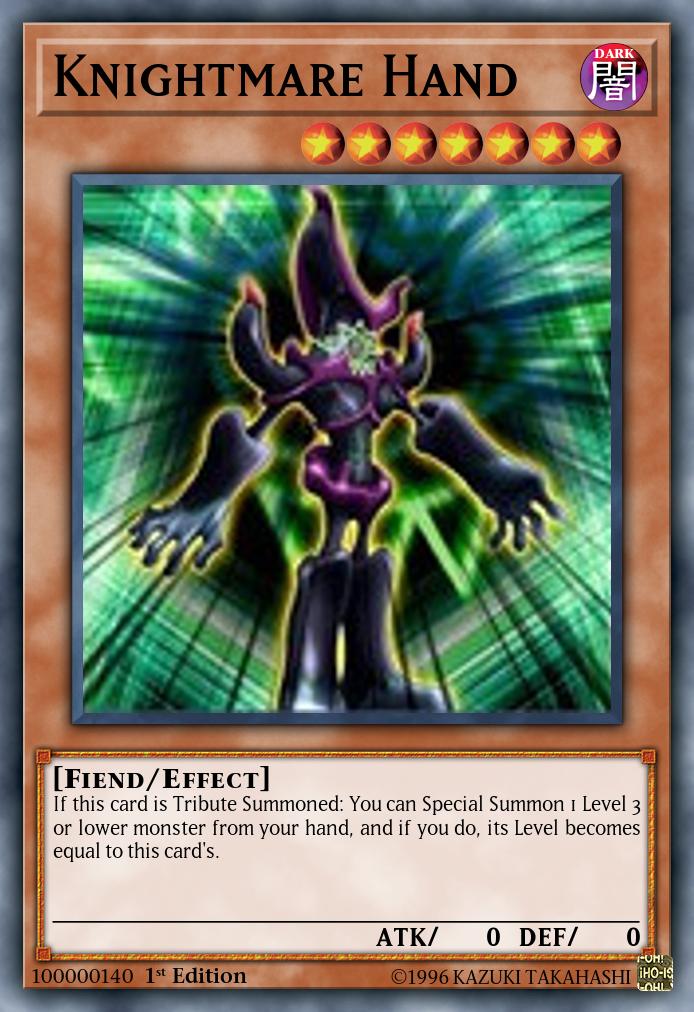 Knightmare Hand
DARK
闇
[Fiend/Effect]
If this card is Tribute Summoned: You can Special Summon 1 Level 3
or lower monster from your hand, and if you do, its Level becomes
equal to this card's.
ATK/ 0 DEF/ 0
100000140 1st Edition ©1996 KAZUKI TAKAHASHI